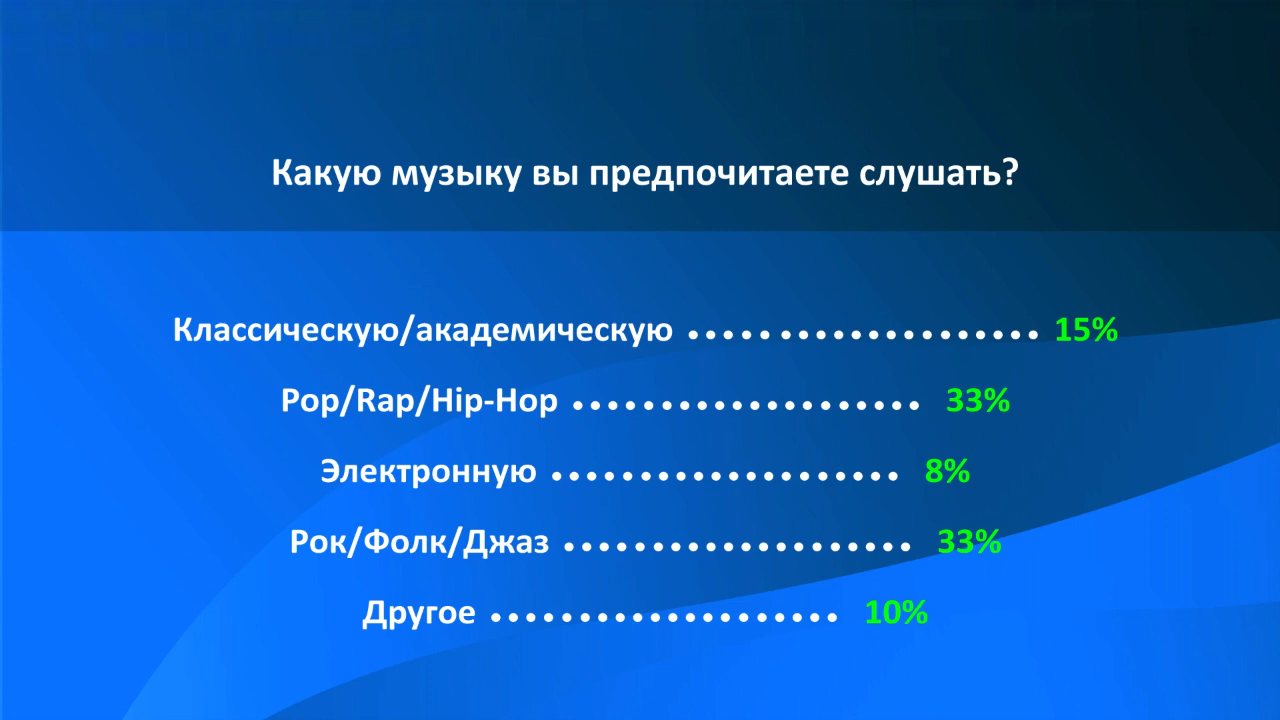 Какую музыку вы предпочитаете слушать?
Классическую/академическую .................... 15%
Pop/Rap/Hip-Hop .................... 33%
Электронную .................... 8%
Рок/Фолк/Джаз .................... 33%
Другое .................... 10%